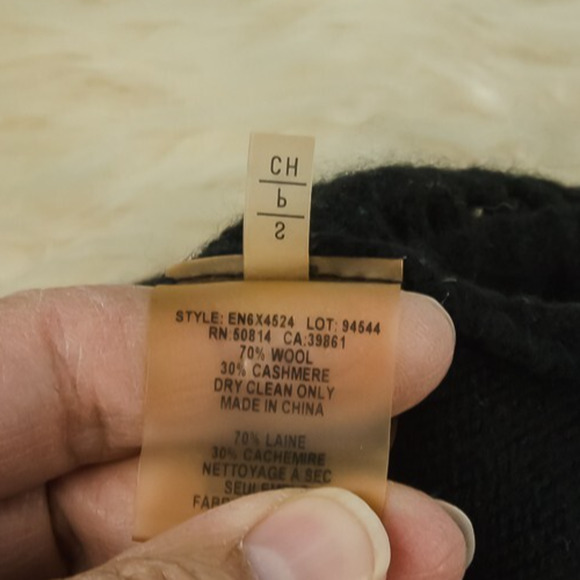 CH
P
S
STYLE: EN6X4524 LOT: 94544
RN:50814 CA:39861
70% WOOL
30% CASHMERE
DRY CLEAN ONLY
MADE IN CHINA
70% LAINE
30% CACHEMIRE
NETTOYAGE A SEC